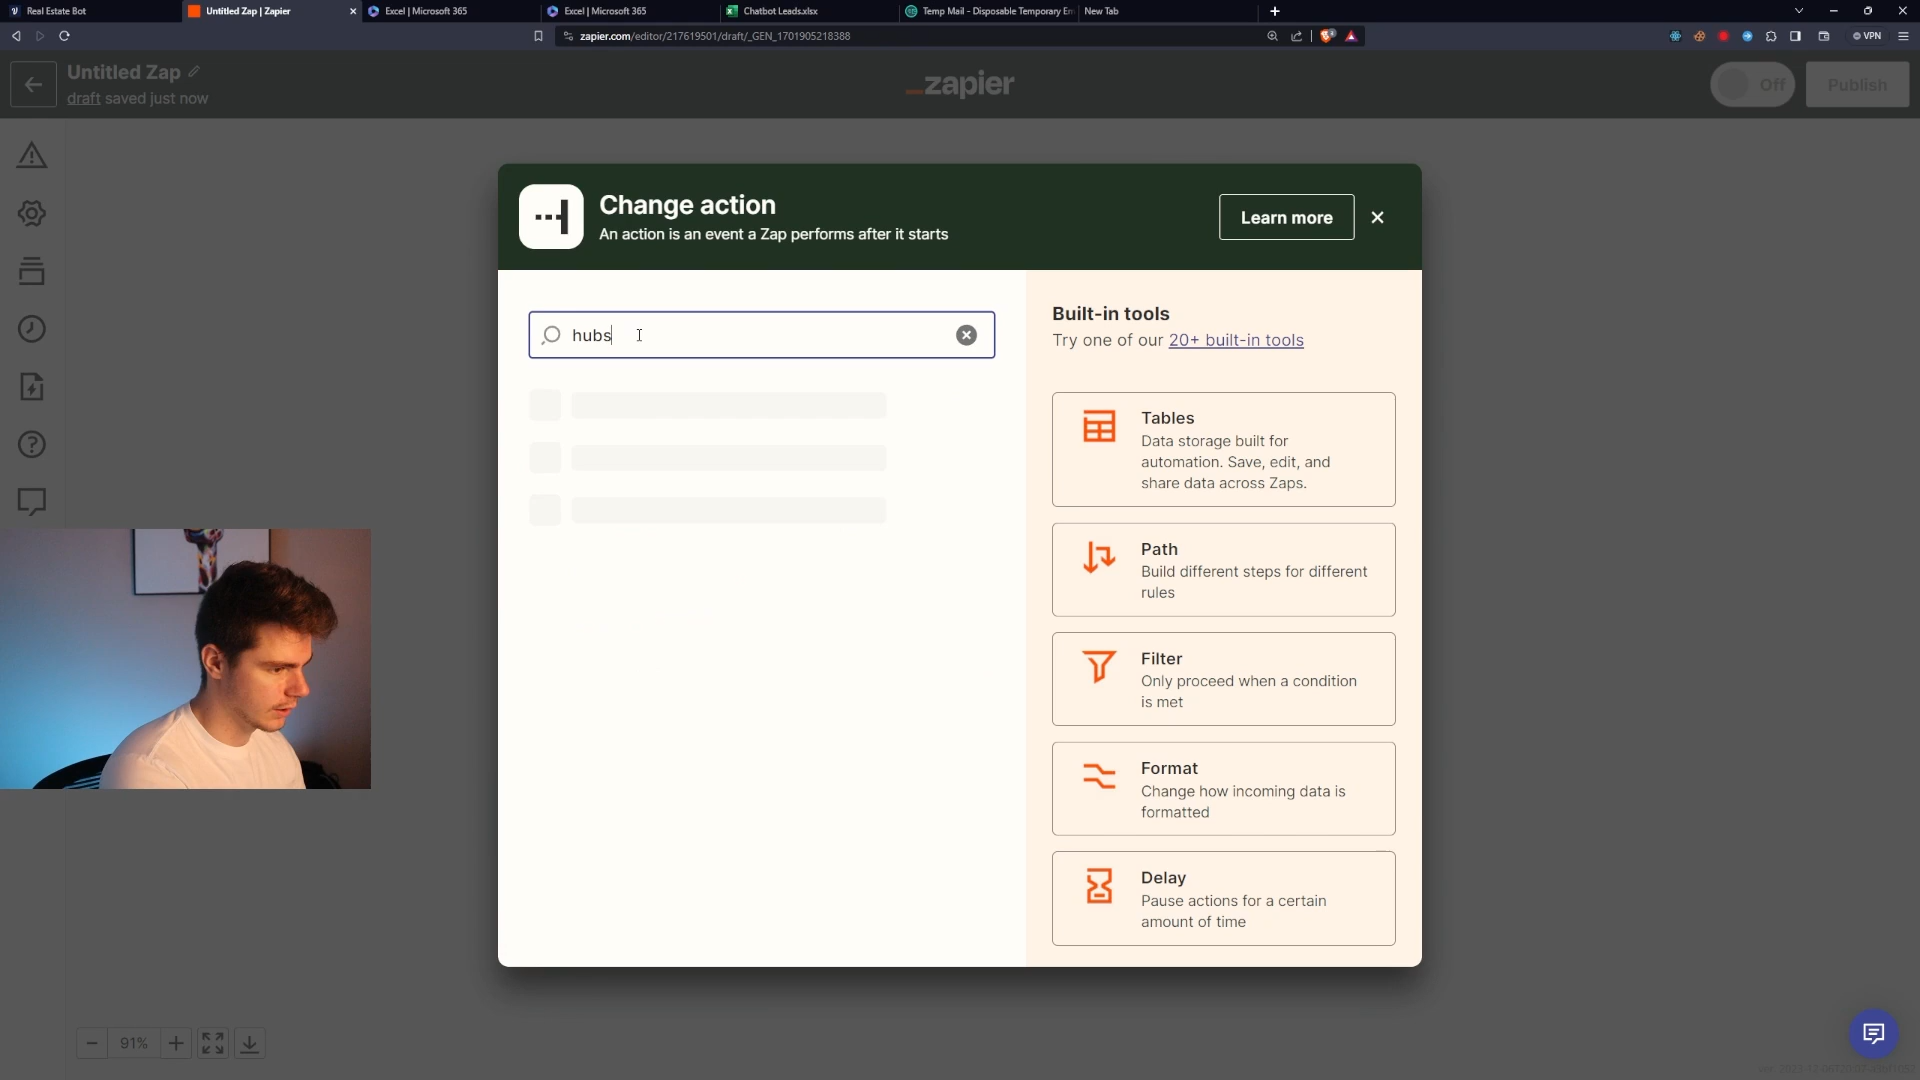 Real Estate Bot
Untitled Zap | Zapier
Excel | Microsoft 365
Excel | Microsoft 365
Chatbot Leads.xlsx
Temp Mail - Disposable Temporary Em
New Tab
zapier.com/editor/217619501/draft/_GEN_1701905218388
VPN
Untitled Zap
draft saved just now
zapier
Off
Publish
Change action
An action is an event a Zap performs after it starts
Learn more
hubs
Built-in tools
Try one of our 20+ built-in tools
Tables
Data storage built for
automation. Save, edit, and
share data across Zaps.
Path
Build different steps for different
rules
Filter
Only proceed when a condition
is met
Format
Change how incoming data is
formatted
Delay
Pause actions for a certain
amount of time
91%